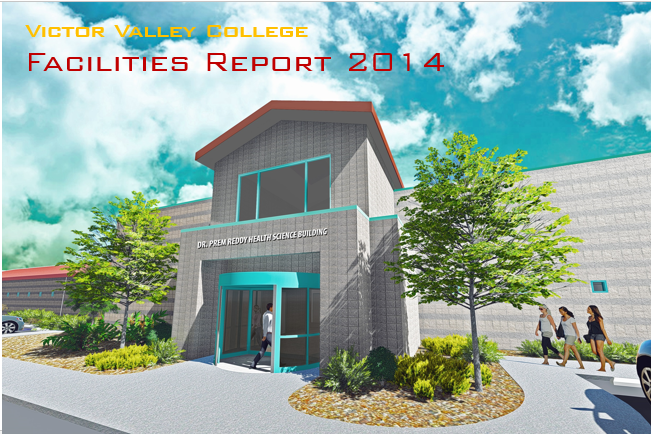 Victor Valley College
Facilities Report 2014
DR. PREM REDDY HEALTH SCIENCE BUILDING